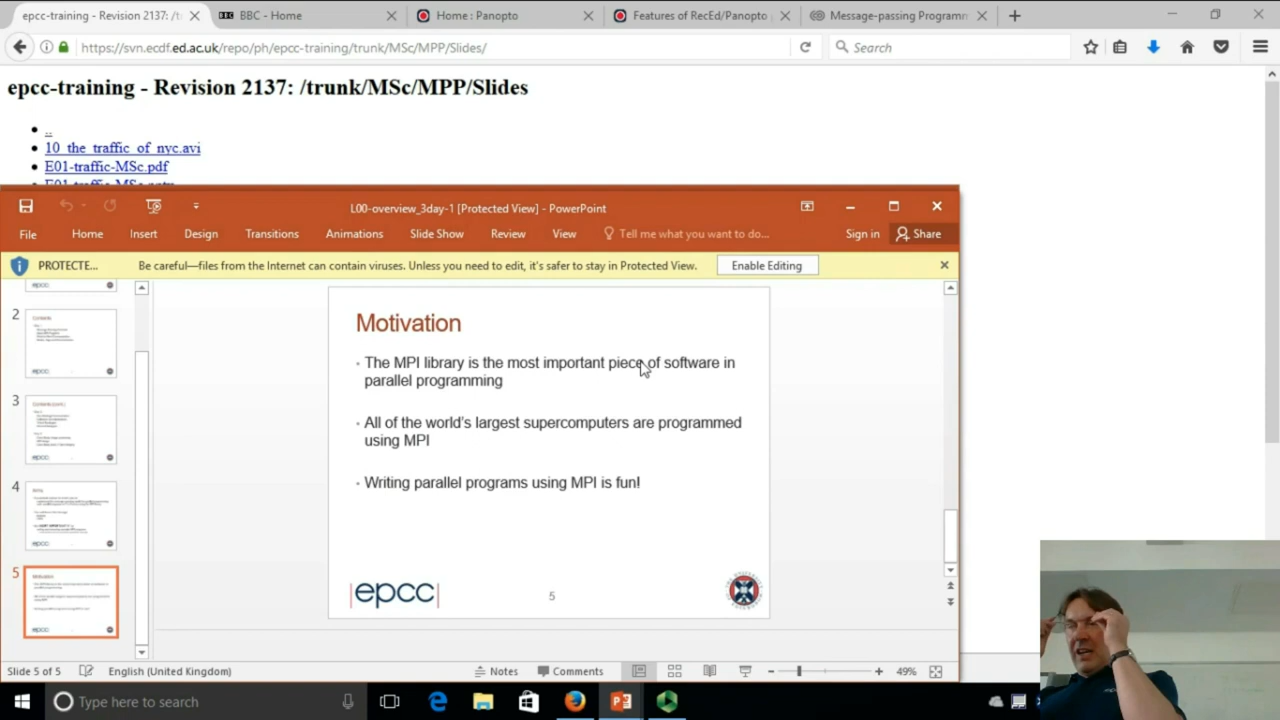 epcc-training - Revision 2137: /t
BBC - Home
Home : Panopto
Features of RecEd/Panopto
Message-passing Programm
https://svn.ecdf.ed.ac.uk/repo/ph/epcc-training/trunk/MSc/MPP/Slides/
Search
epcc-training - Revision 2137: /trunk/MSc/MPP/Slides
..
10_the_traffic_of_nyc.avi
E01-traffic-MSc.pdf
L00-overview_3day-1 [Protected View] - PowerPoint
File
Home
Insert
Design
Transitions
Animations
Slide Show
Review
View
Tell me what you want to do...
Sign in
Share
PROTECTE...
Be careful—files from the Internet can contain viruses. Unless you need to edit, it's safer to stay in Protected View.
Enable Editing
2
3
4
5
Motivation
The MPI library is the most important piece of software in
parallel programming
All of the world's largest supercomputers are programmed
using MPI
Writing parallel programs using MPI is fun!
epcc
5
Slide 5 of 5
English (United Kingdom)
Notes
Comments
49%
Type here to search